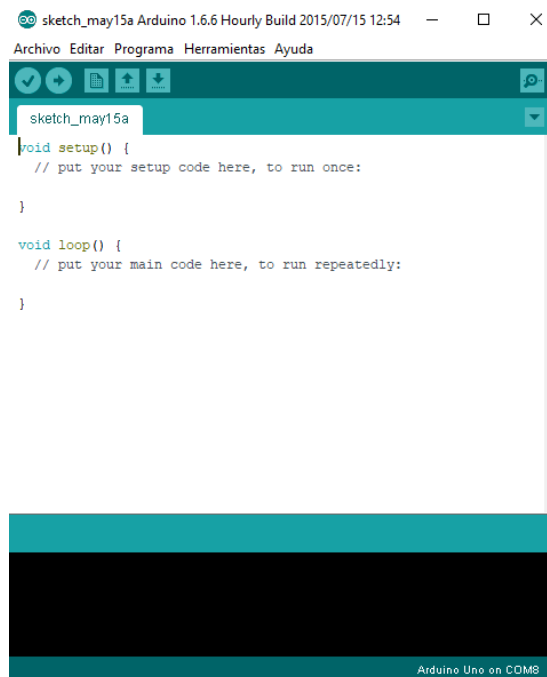 sketch_may15a Arduino 1.6.6 Hourly Build 2015/07/15 12:54
Archivo Editar Programa Herramientas Ayuda
sketch_may15a
void setup() {
  // put your setup code here, to run once:
}
void loop() {
  // put your main code here, to run repeatedly:
}
Arduino Uno on COM8